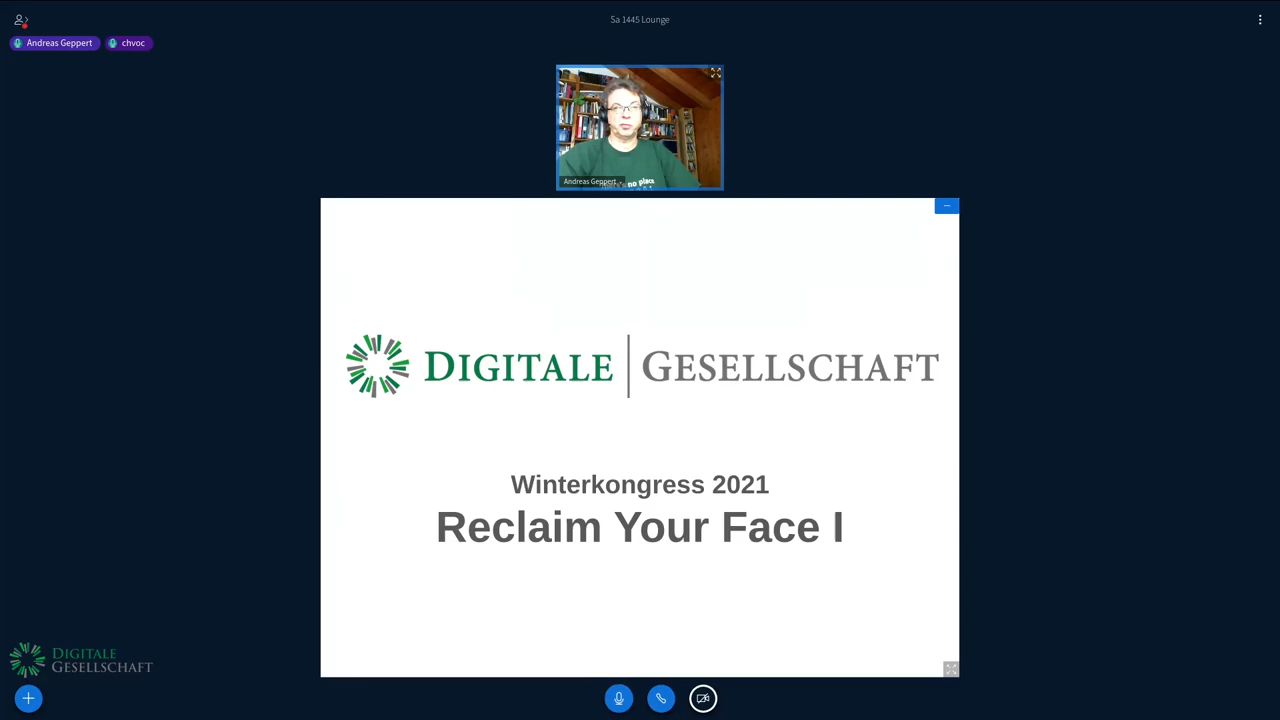 Sa 1445 Lounge
Andreas Geppert
chvoc
Andreas Geppert
no place
DIGITALE GESELLSCHAFT
Winterkongress 2021
Reclaim Your Face I
DIGITALE
GESELLSCHAFT